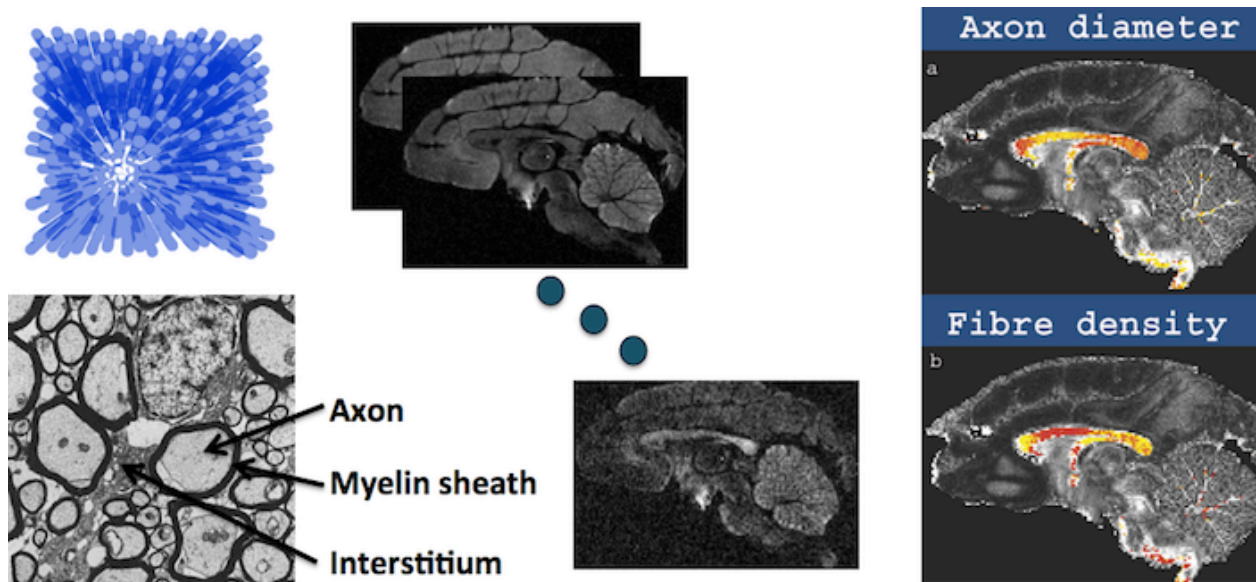 Axon
Myelin sheath
Interstitium
Axon diameter
a
Fibre density
b